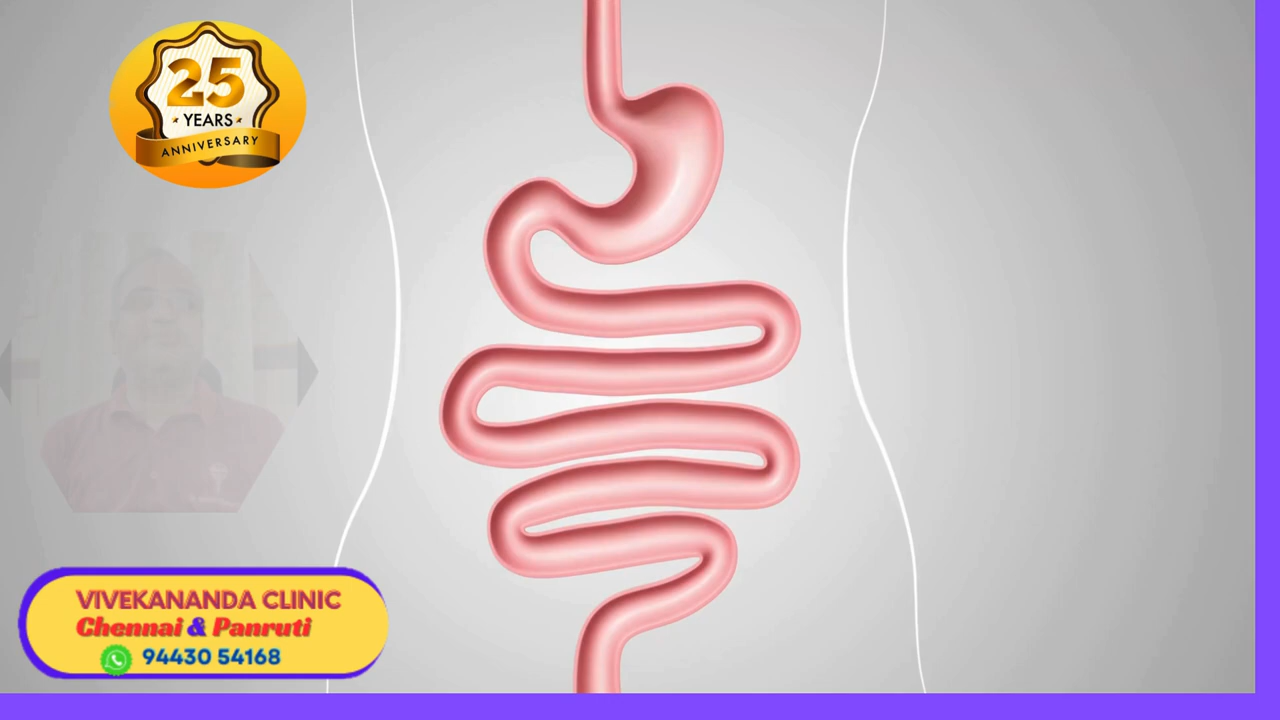 25
YEARS
ANNIVERSARY
VIVEKANANDA CLINIC
Chennai & Panruti
94430 54168